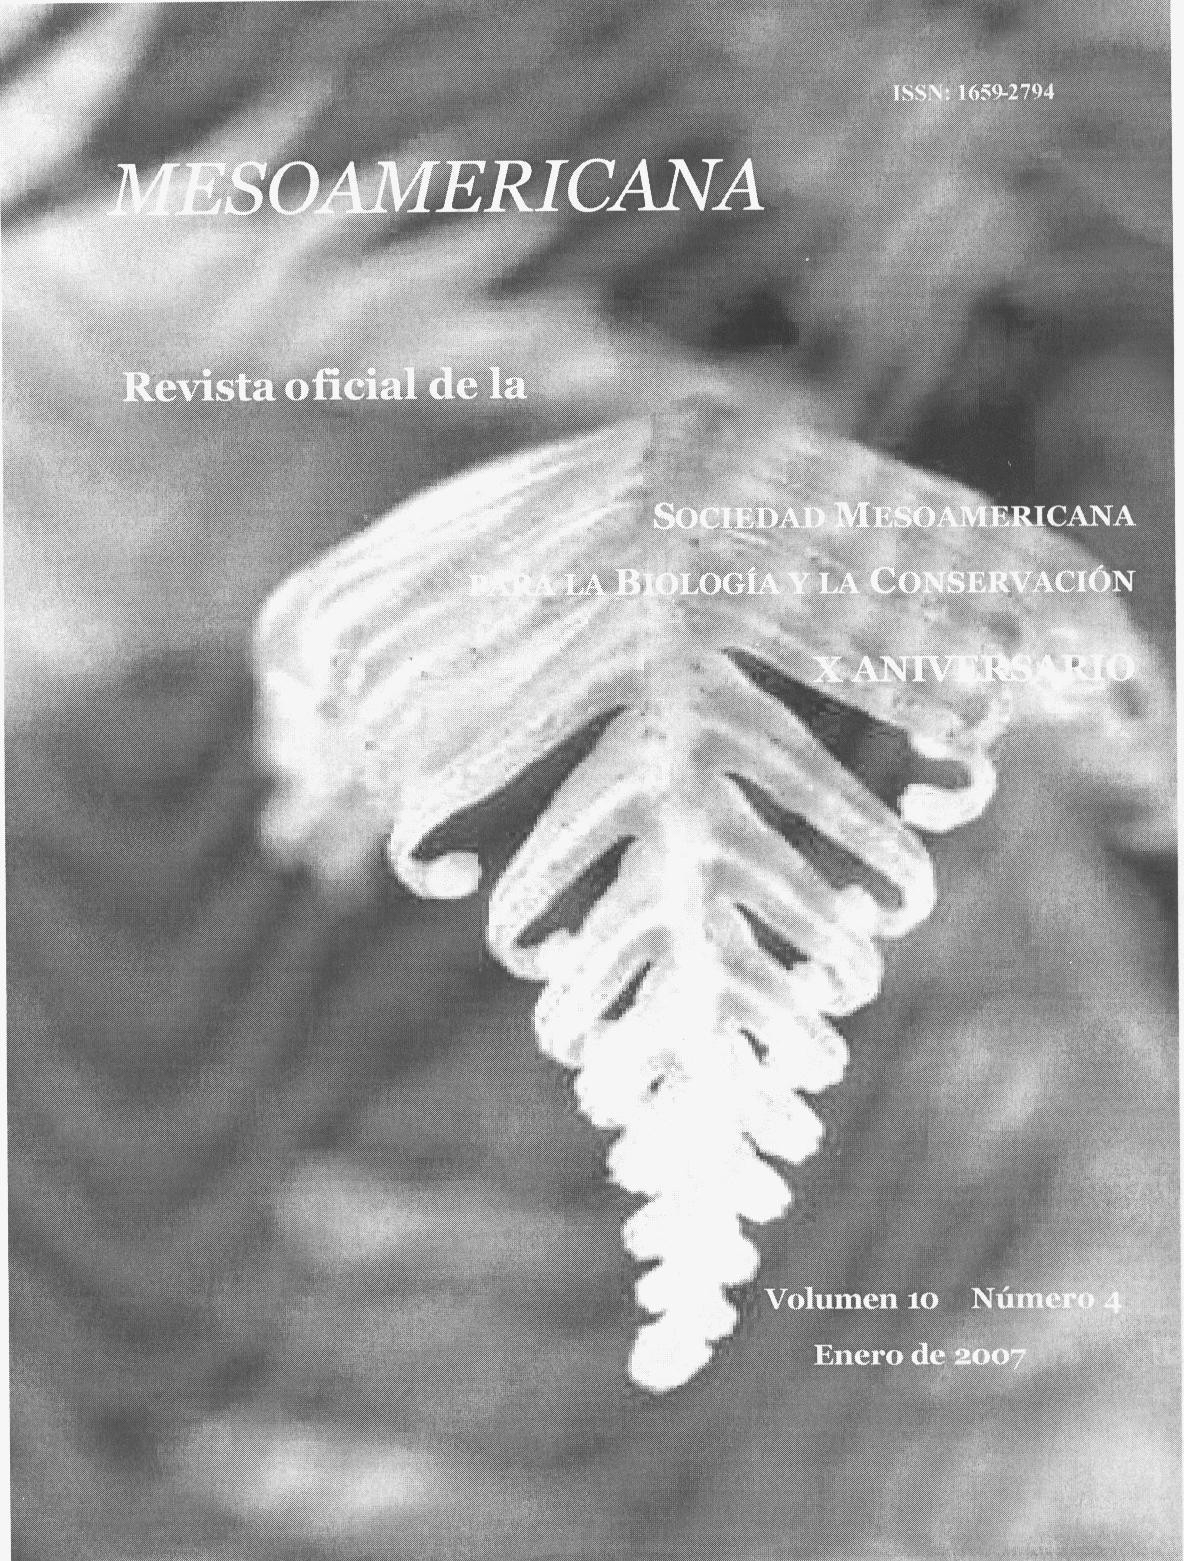 ISSN: 1659-2794
MESOAMERICANA
Revista oficial de la
SOCIEDAD MESOAMERICANA
PARA LA BIOLOGÍA Y LA CONSERVACIÓN
X ANIVERSARIO
Volumen 10 Número 4
Enero de 2007